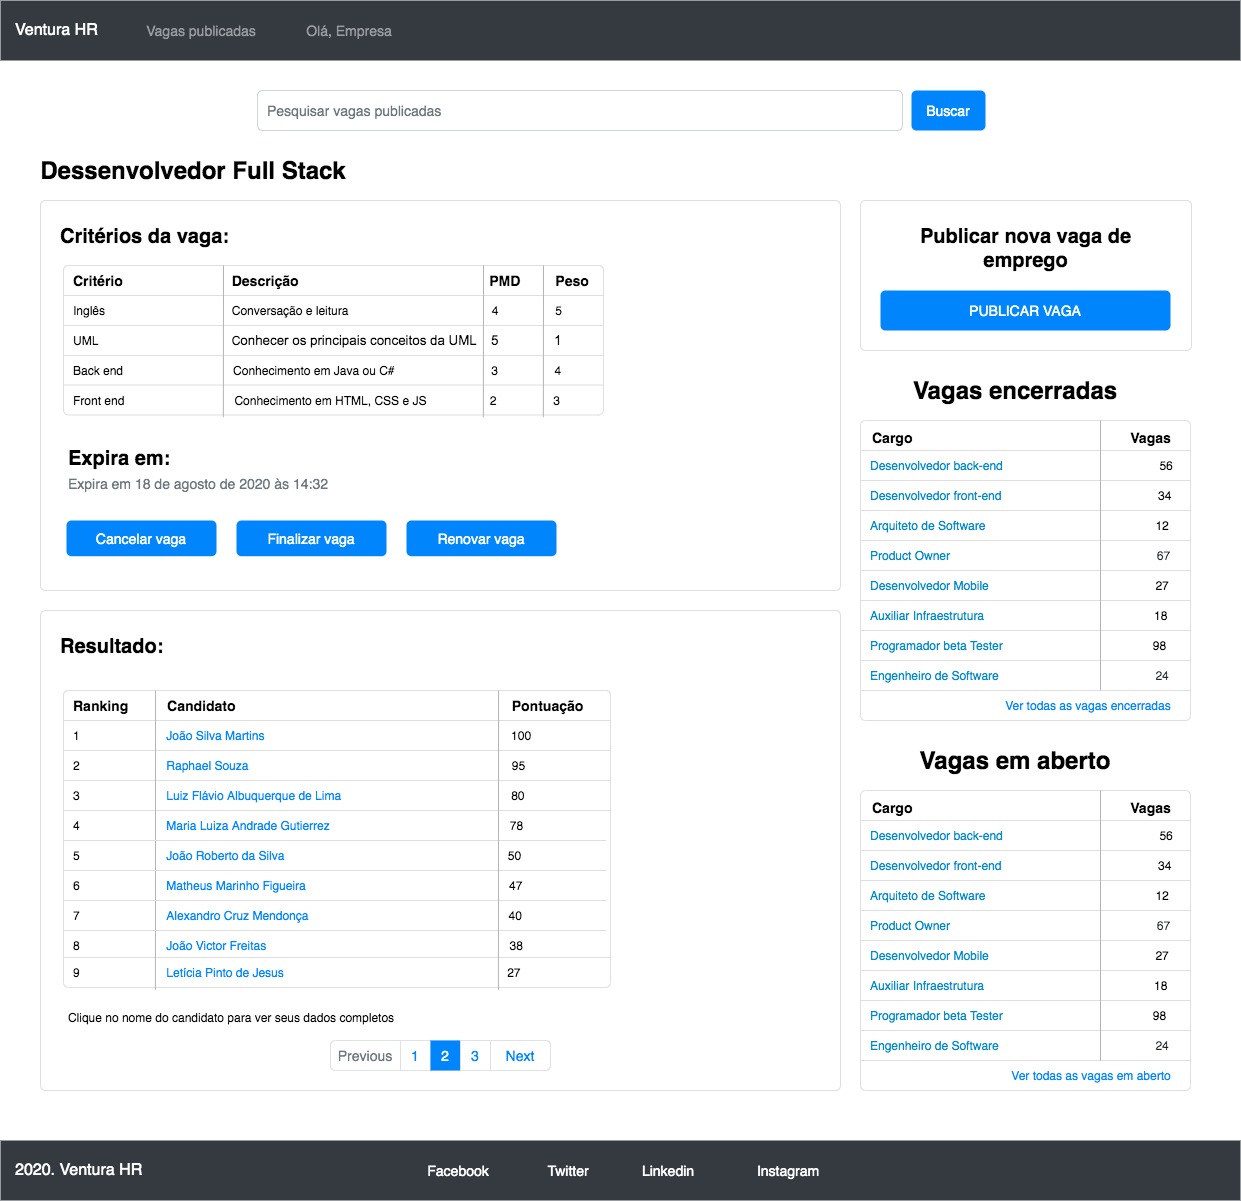 Ventura HR Vagas publicadas Olá, Empresa
Pesquisar vagas publicadas Buscar
Dessenvolvedor Full Stack
Critérios da vaga:
Critério Descrição PMD Peso
Inglês Conversação e leitura 4 5
UML Conhecer os principais conceitos da UML 5 1
Back end Conhecimento em Java ou C# 3 4
Front end Conhecimento em HTML, CSS e JS 2 3
Expira em:
Expira em 18 de agosto de 2020 às 14:32
Cancelar vaga Finalizar vaga Renovar vaga
Resultado:
Ranking Candidato Pontuação
1 João Silva Martins 100
2 Raphael Souza 95
3 Luiz Flávio Albuquerque de Lima 80
4 Maria Luiza Andrade Gutierrez 78
5 João Roberto da Silva 50
6 Matheus Marinho Figueira 47
7 Alexandro Cruz Mendonça 40
8 João Victor Freitas 38
9 Letícia Pinto de Jesus 27
Clique no nome do candidato para ver seus dados completos
Previous 1 2 3 Next
Publicar nova vaga de
emprego
PUBLICAR VAGA
Vagas encerradas
Cargo Vagas
Desenvolvedor back-end 56
Desenvolvedor front-end 34
Arquiteto de Software 12
Product Owner 67
Desenvolvedor Mobile 27
Auxiliar Infraestrutura 18
Programador beta Tester 98
Engenheiro de Software 24
Ver todas as vagas encerradas
Vagas em aberto
Cargo Vagas
Desenvolvedor back-end 56
Desenvolvedor front-end 34
Arquiteto de Software 12
Product Owner 67
Desenvolvedor Mobile 27
Auxiliar Infraestrutura 18
Programador beta Tester 98
Engenheiro de Software 24
Ver todas as vagas em aberto
2020. Ventura HR Facebook Twitter Linkedin Instagram